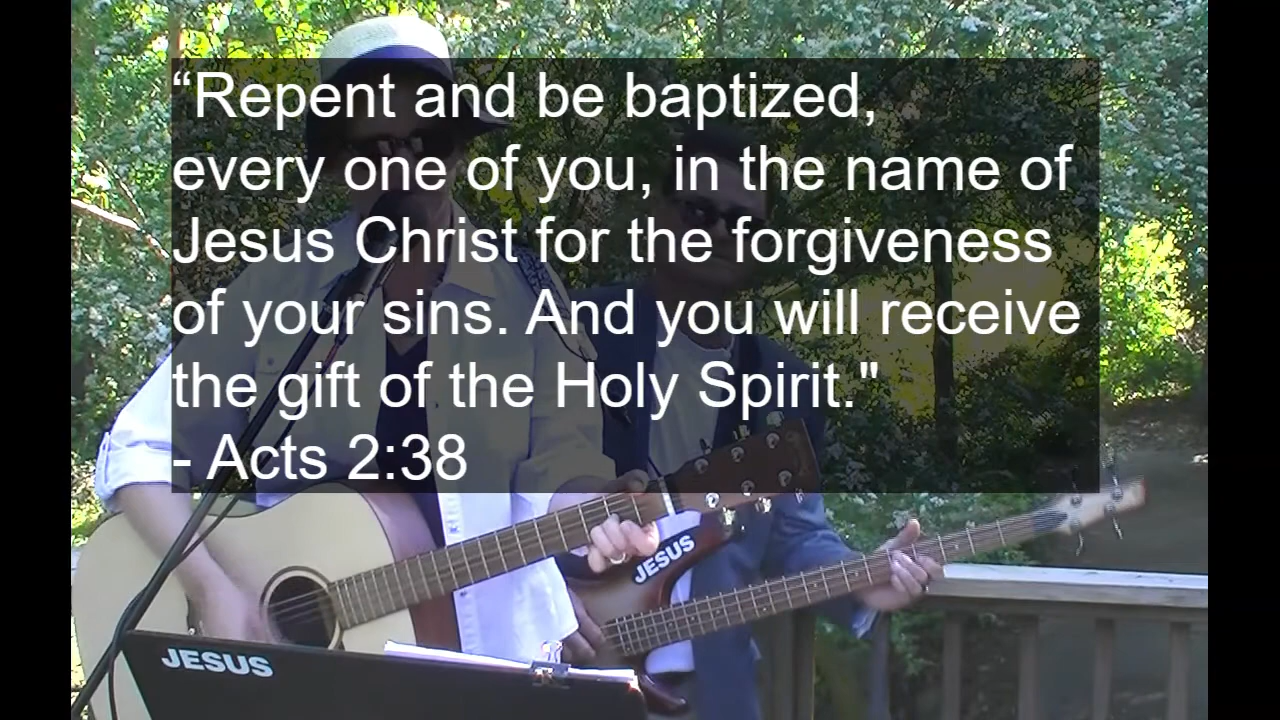 “Repent and be baptized,
every one of you, in the name of
Jesus Christ for the forgiveness
of your sins. And you will receive
the gift of the Holy Spirit."
- Acts 2:38
JESUS
JESUS